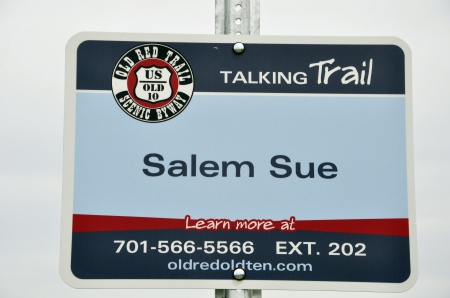 OLD RED TRAIL
US
OLD
10
SCENIC BYWAY
TALKING Trail
Salem Sue
Learn more at
701-566-5566 EXT. 202
oldredoldten.com